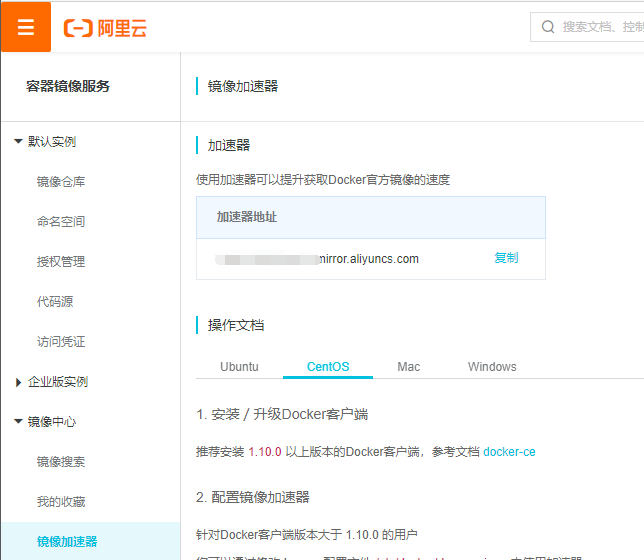 阿里云
搜索文档、控制
容器镜像服务
镜像加速器
默认实例
镜像仓库
命名空间
授权管理
代码源
访问凭证
企业版实例
镜像中心
镜像搜索
我的收藏
镜像加速器
加速器
使用加速器可以提升获取Docker官方镜像的速度
加速器地址
mirror.aliyuncs.com
复制
操作文档
Ubuntu
CentOS
Mac
Windows
1. 安装 / 升级Docker客户端
推荐安装 1.10.0 以上版本的Docker客户端，参考文档 docker-ce
2. 配置镜像加速器
针对Docker客户端版本大于 1.10.0 的用户